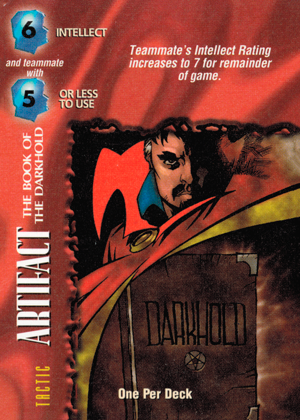 6 INTELLECT
and teammate
with
5 OR LESS
TO USE
Teammate's Intellect Rating
increases to 7 for remainder
of game.
TACTIC
ARTIFACT
THE BOOK OF
THE DARKHOLD
DARKHOLD
One Per Deck